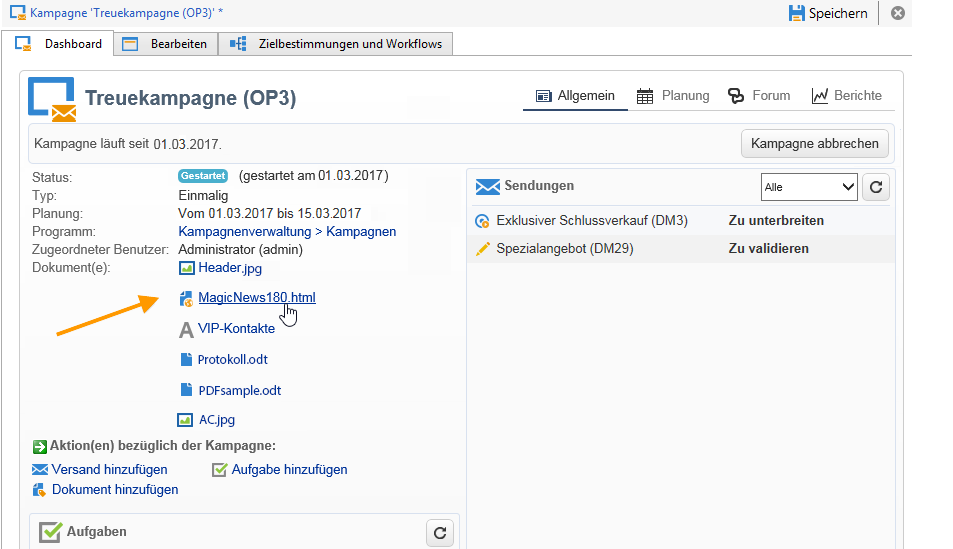 Kampagne 'Treuekampagne (OP3)' *
Speichern
Dashboard
Bearbeiten
Zielbestimmungen und Workflows
Treuekampagne (OP3)
Allgemein
Planung
Forum
Berichte
Kampagne läuft seit 01.03.2017.
Kampagne abbrechen
Status: Gestartet (gestartet am 01.03.2017)
Typ: Einmalig
Planung: Vom 01.03.2017 bis 15.03.2017
Programm: Kampagnenverwaltung > Kampagnen
Zugeordneter Benutzer: Administrator (admin)
Dokument(e): Header.jpg
MagicNews180.html
VIP-Kontakte
Protokoll.odt
PDFsample.odt
AC.jpg
Aktion(en) bezüglich der Kampagne:
Versand hinzufügen
Aufgabe hinzufügen
Dokument hinzufügen
Aufgaben
Sendungen
Alle
Exklusiver Schlussverkauf (DM3) Zu unterbreiten
Spezialangebot (DM29) Zu validieren